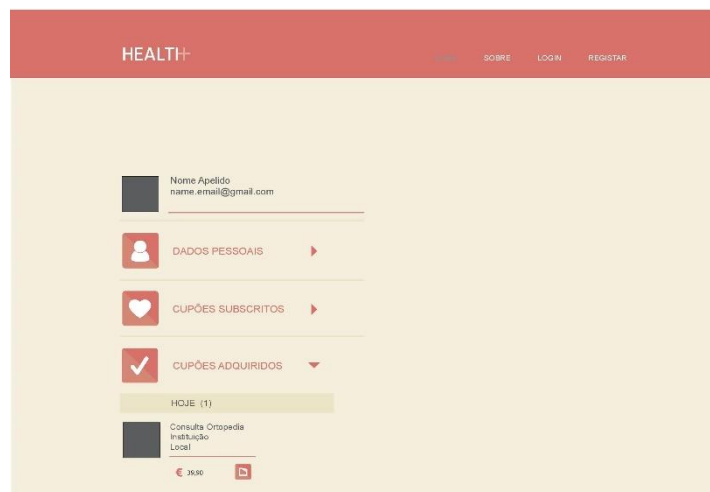 HEALTH+
SOBRE LOGIN REGISTAR
Nome Apelido
name.email@gmail.com
DADOS PESSOAIS
CUPÕES SUBSCRITOS
CUPÕES ADQUIRIDOS
HOJE (1)
Consulta Ortopedia
Instituição
Local
€ 39,90